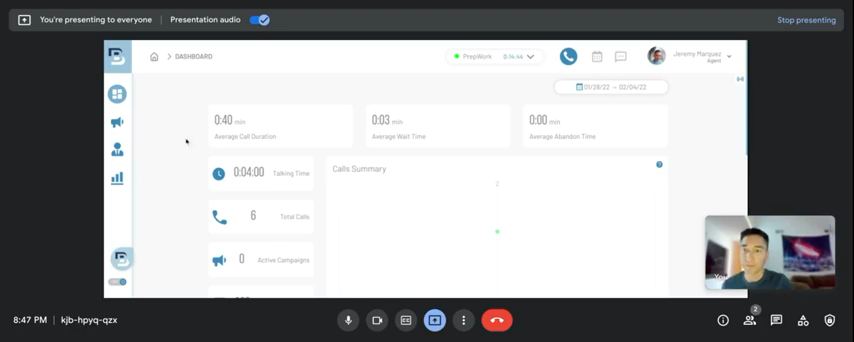 You're presenting to everyone
Presentation audio
Stop presenting
DASHBOARD
PrepWork 0:14:44
Jeremy Marquez
Agent
01/28/22 → 02/04/22
0:40 min
Average Call Duration
0:03 min
Average Wait Time
0:00 min
Average Abandon Time
0:04:00 Talking Time
6 Total Calls
0 Active Campaigns
Calls Summary
2
You
8:47 PM | kjb-hpyq-qzx
2